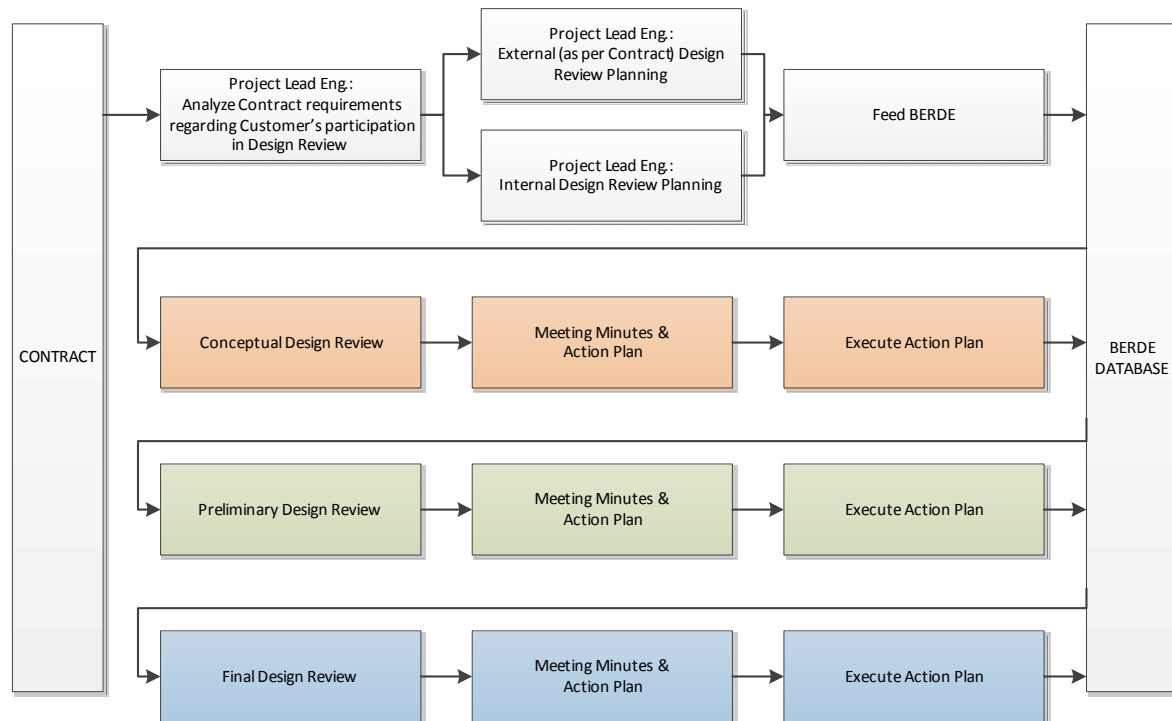 CONTRACT
Project Lead Eng.:
Analyze Contract requirements
regarding Customer's participation
in Design Review
Project Lead Eng.:
External (as per Contract) Design
Review Planning
Project Lead Eng.:
Internal Design Review Planning
Feed BERDE
BERDE
DATABASE
Conceptual Design Review
Meeting Minutes &
Action Plan
Execute Action Plan
Preliminary Design Review
Meeting Minutes &
Action Plan
Execute Action Plan
Final Design Review
Meeting Minutes &
Action Plan
Execute Action Plan